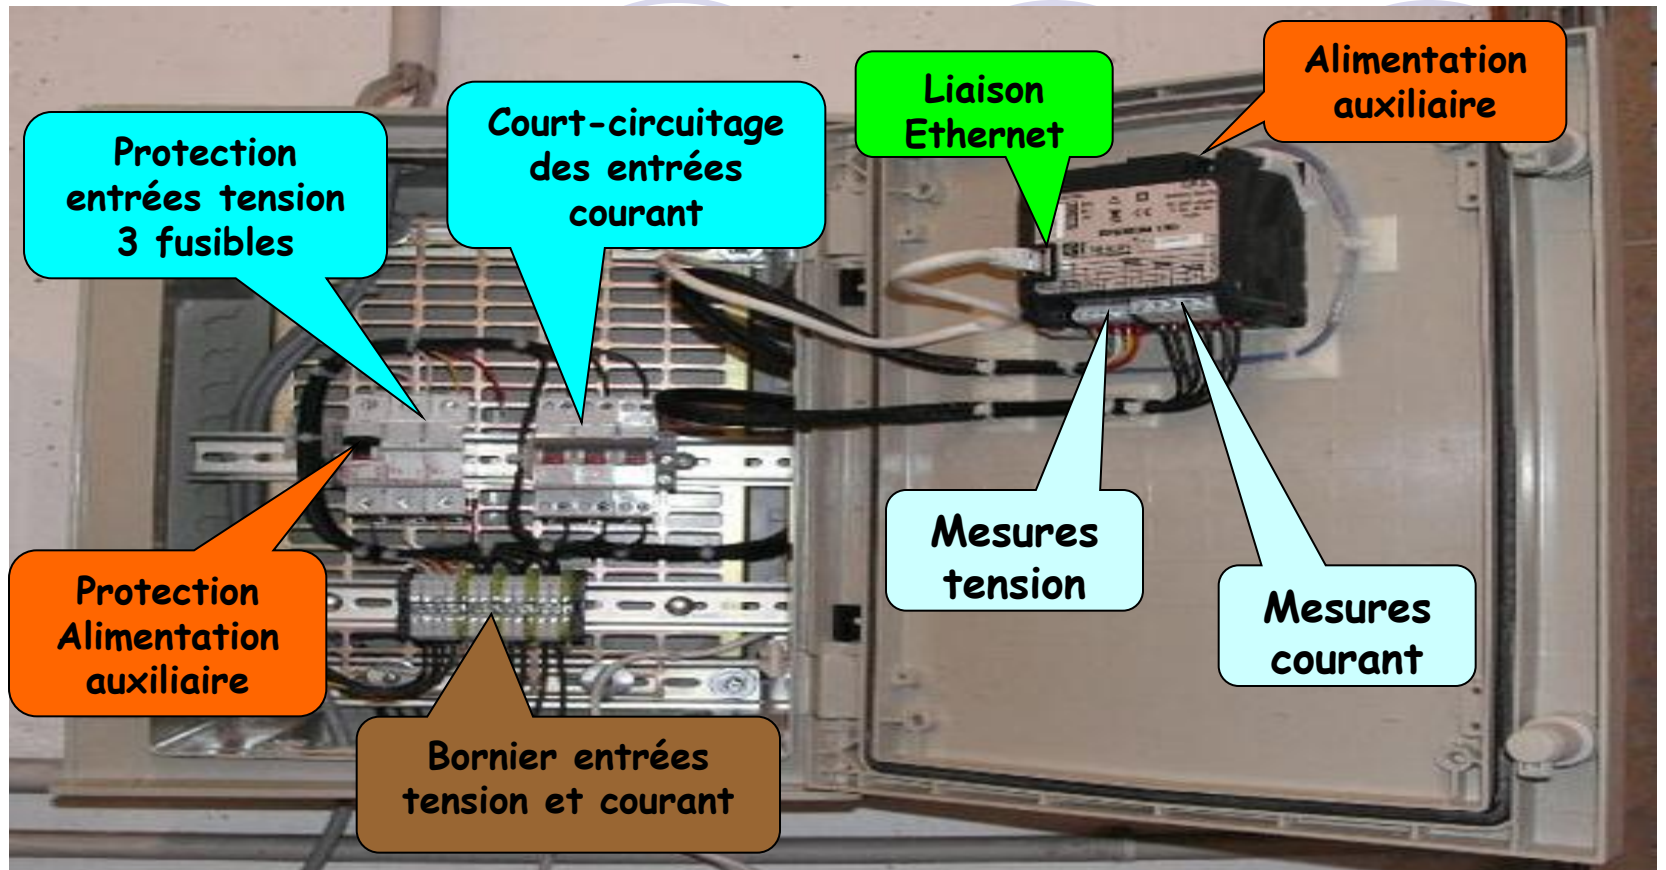 Protection
entrées tension
3 fusibles
Court-circuitage
des entrées
courant
Liaison
Ethernet
Alimentation
auxiliaire
Mesures
tension
Mesures
courant
Protection
Alimentation
auxiliaire
Bornier entrées
tension et courant